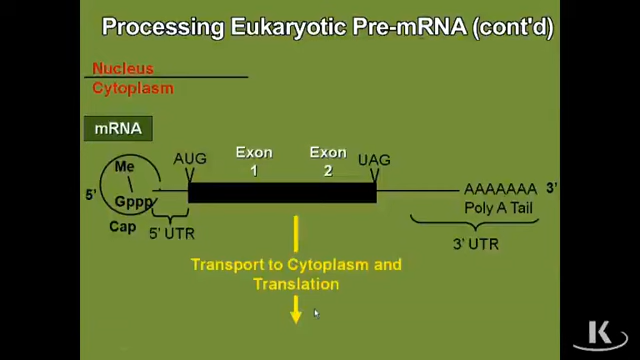 Processing Eukaryotic Pre-mRNA (cont'd)
Nucleus
Cytoplasm
mRNA
Me
Gppp
5'
Cap
5' UTR
AUG
Exon
1
Exon
2
UAG
AAAAAAA 3'
Poly A Tail
3' UTR
Transport to Cytoplasm and
Translation
K